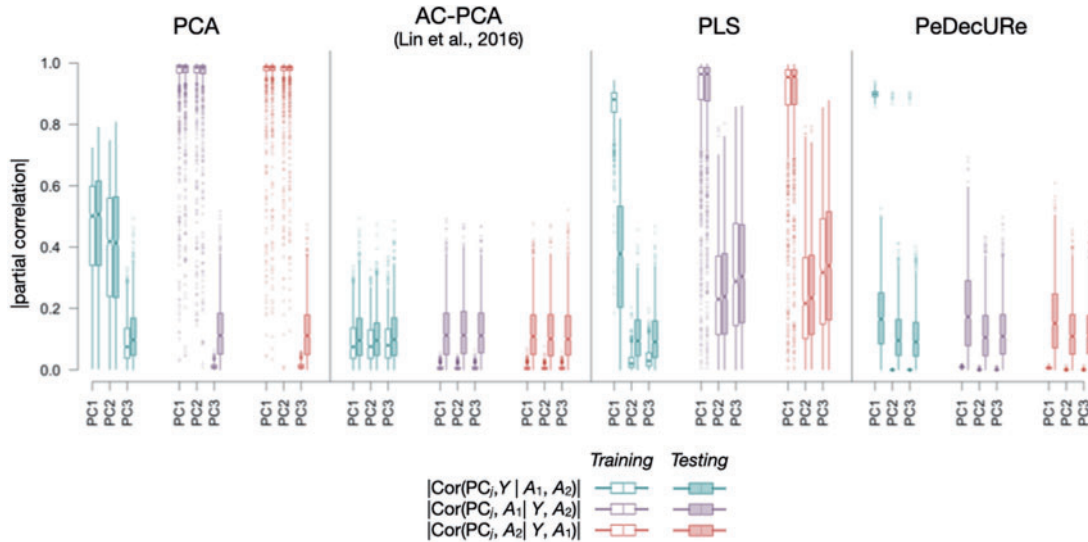 PCA
AC-PCA
(Lin et al., 2016)
PLS
PeDecURe
|partial correlation|
1.0
0.8
0.6
0.4
0.2
0.0
PC1 PC2 PC3 PC1 PC2 PC3 PC1 PC2 PC3 PC1 PC2 PC3 PC1 PC2 PC3 PC1 PC2 PC3 PC1 PC2 PC3 PC1 PC2 PC3 PC1 PC2 PC3 PC1 PC2 PC3 PC1 PC2 PC3 PC1 PC2 PC3
Training Testing
|Cor(PCj,Y | A1, A2)|
|Cor(PCj, A1| Y, A2)|
|Cor(PCj, A2| Y, A1)|